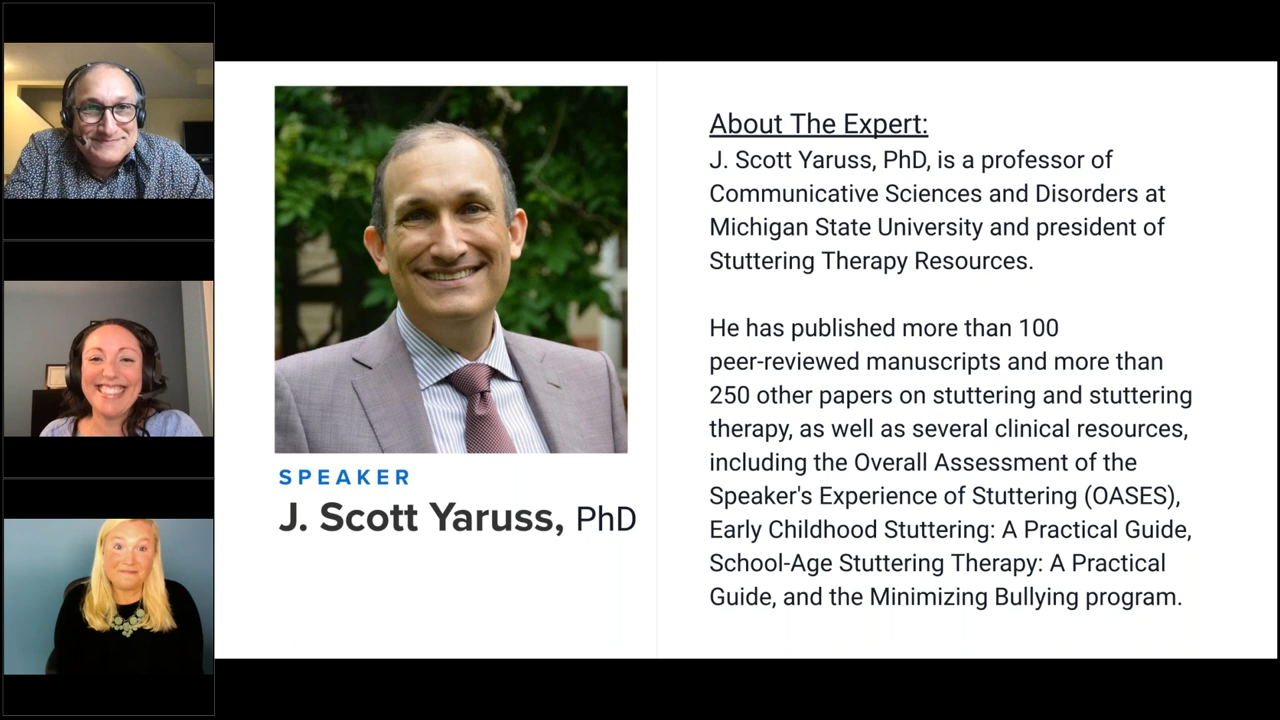 SPEAKER
J. Scott Yaruss, PhD
About The Expert:
J. Scott Yaruss, PhD, is a professor of
Communicative Sciences and Disorders at
Michigan State University and president of
Stuttering Therapy Resources.
He has published more than 100
peer-reviewed manuscripts and more than
250 other papers on stuttering and stuttering
therapy, as well as several clinical resources,
including the Overall Assessment of the
Speaker's Experience of Stuttering (OASES),
Early Childhood Stuttering: A Practical Guide,
School-Age Stuttering Therapy: A Practical
Guide, and the Minimizing Bullying program.